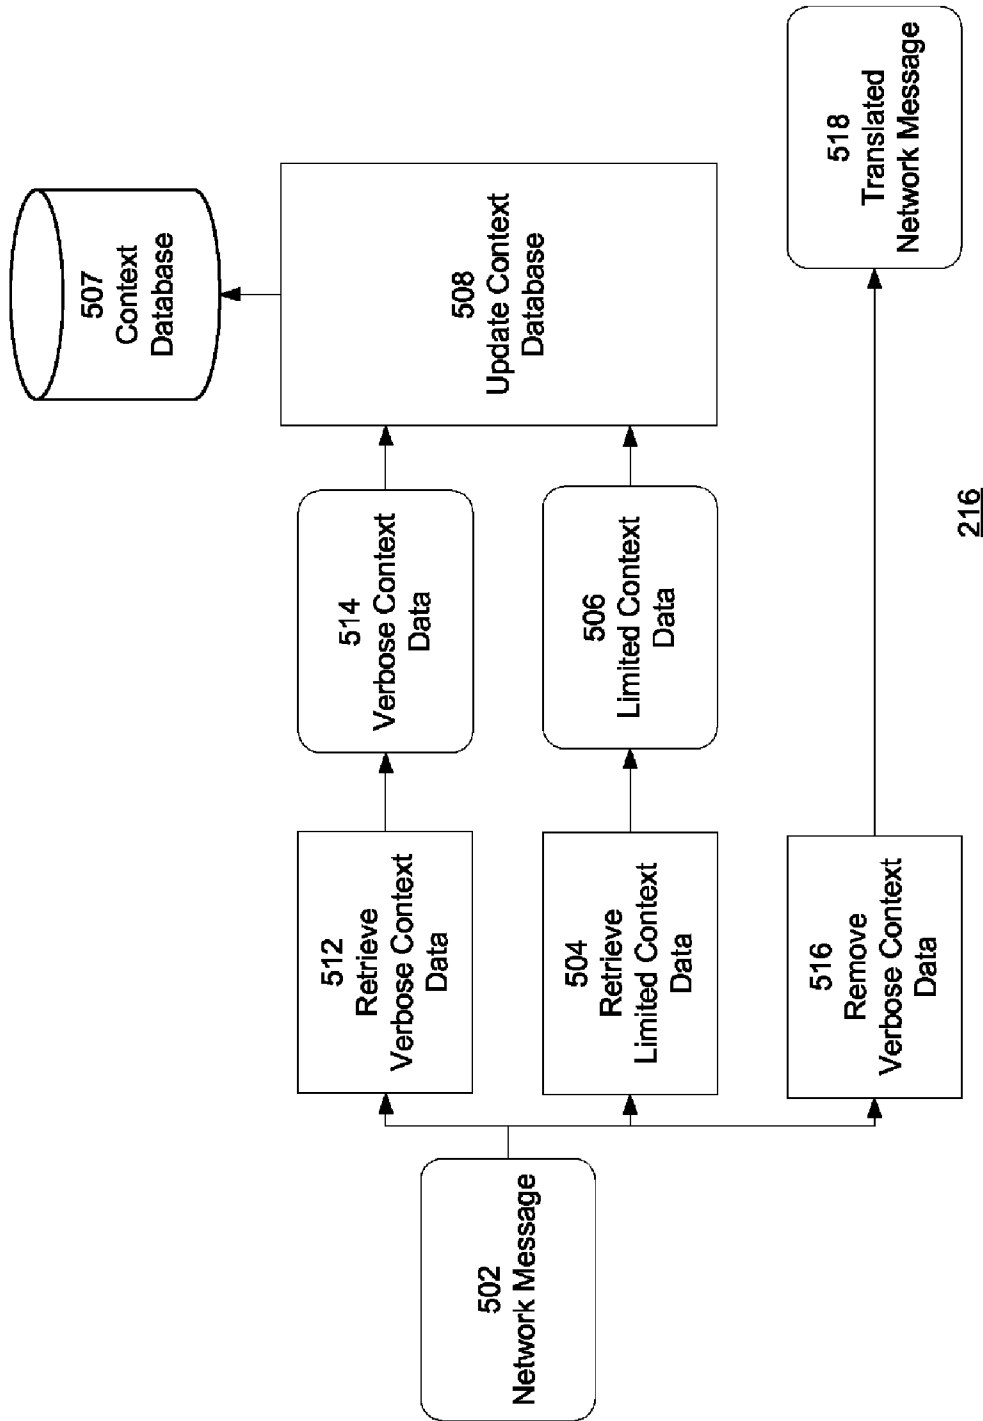 502
Network Message
512
Retrieve
Verbose Context
Data
514
Verbose Context
Data
504
Retrieve
Limited Context
Data
506
Limited Context
Data
508
Update Context
Database
507
Context
Database
516
Remove
Verbose Context
Data
518
Translated
Network Message
216